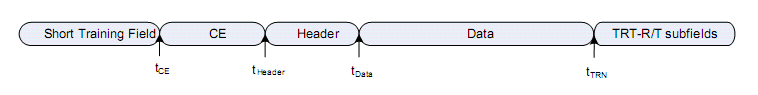 Short Training Field CE Header Data TRT-R/T subfields
tCE tHeader tData tTRN